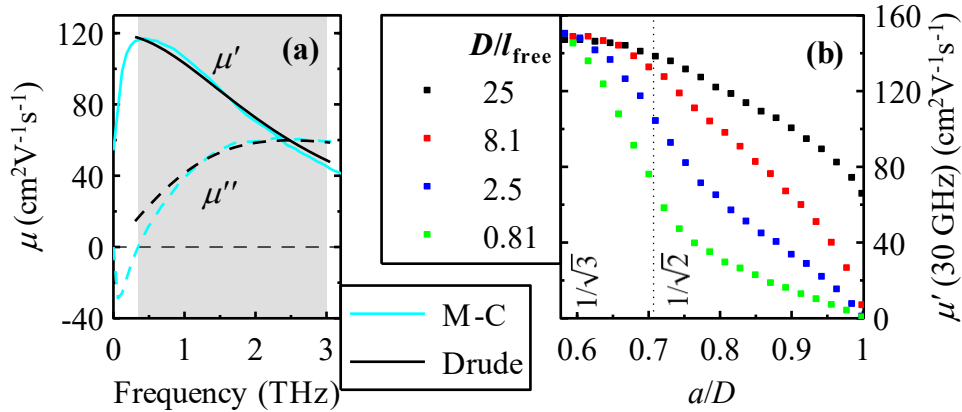 (a)
μ'
μ''
120
80
40
0
-40
μ (cm²V⁻¹s⁻¹)
0
1
2
3
Frequency (THz)
D/l_free
25
8.1
2.5
0.81
M-C
Drude
(b)
1/√3
1/√2
160
120
80
40
0
μ' (30 GHz) (cm²V⁻¹s⁻¹)
0.6
0.7
0.8
0.9
1
a/D